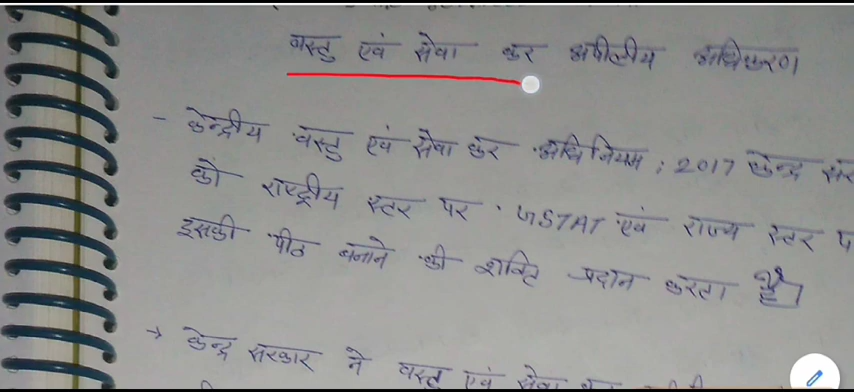 वस्तु एवं सेवा कर अपीलीय अधिकरण
- केन्द्रीय वस्तु एवं सेवा कर अधिनियम, 2017 केन्द्र
को राष्ट्रीय स्तर पर GSTAT एवं राज्य स्तर
इसकी पीठ बनाने की शक्ति प्रदान करता है
→ केन्द्र सरकार ने वस्तु एवं सेवा